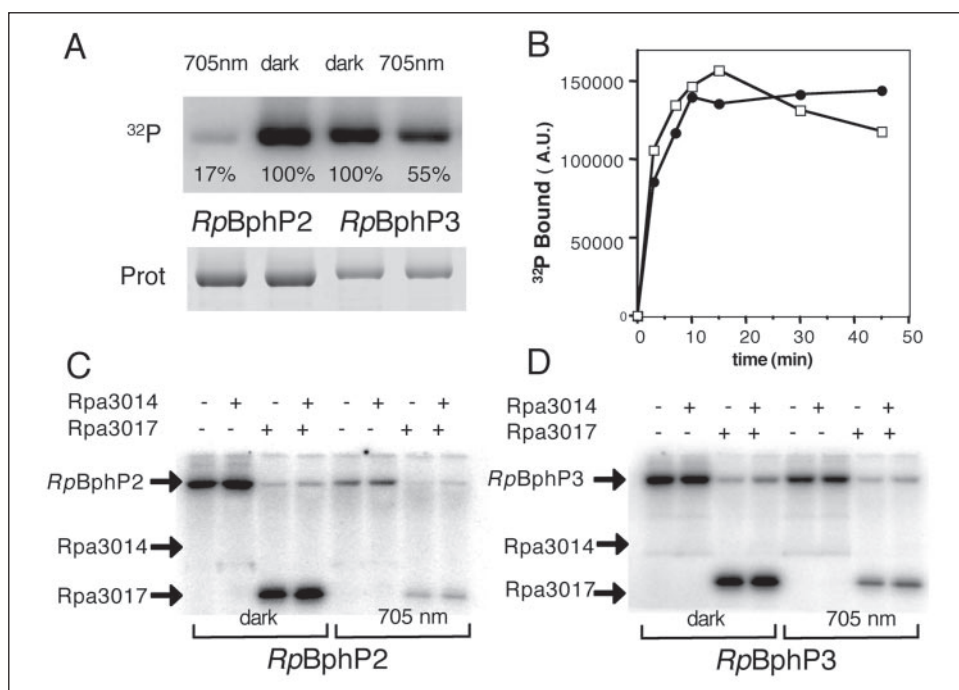 A
705nm dark dark 705nm
32P
17% 100% 100% 55%
RpBphP2 RpBphP3
Prot
B
32P Bound ( A.U.)
150000
100000
50000
0
0 10 20 30 40 50
time (min)
C
Rpa3014 - + - + - + - +
Rpa3017 - - + + - - + +
RpBphP2
Rpa3014
Rpa3017
dark 705 nm
RpBphP2
D
Rpa3014 - + - + - + - +
Rpa3017 - - + + - - + +
RpBphP3
Rpa3014
Rpa3017
dark 705 nm
RpBphP3